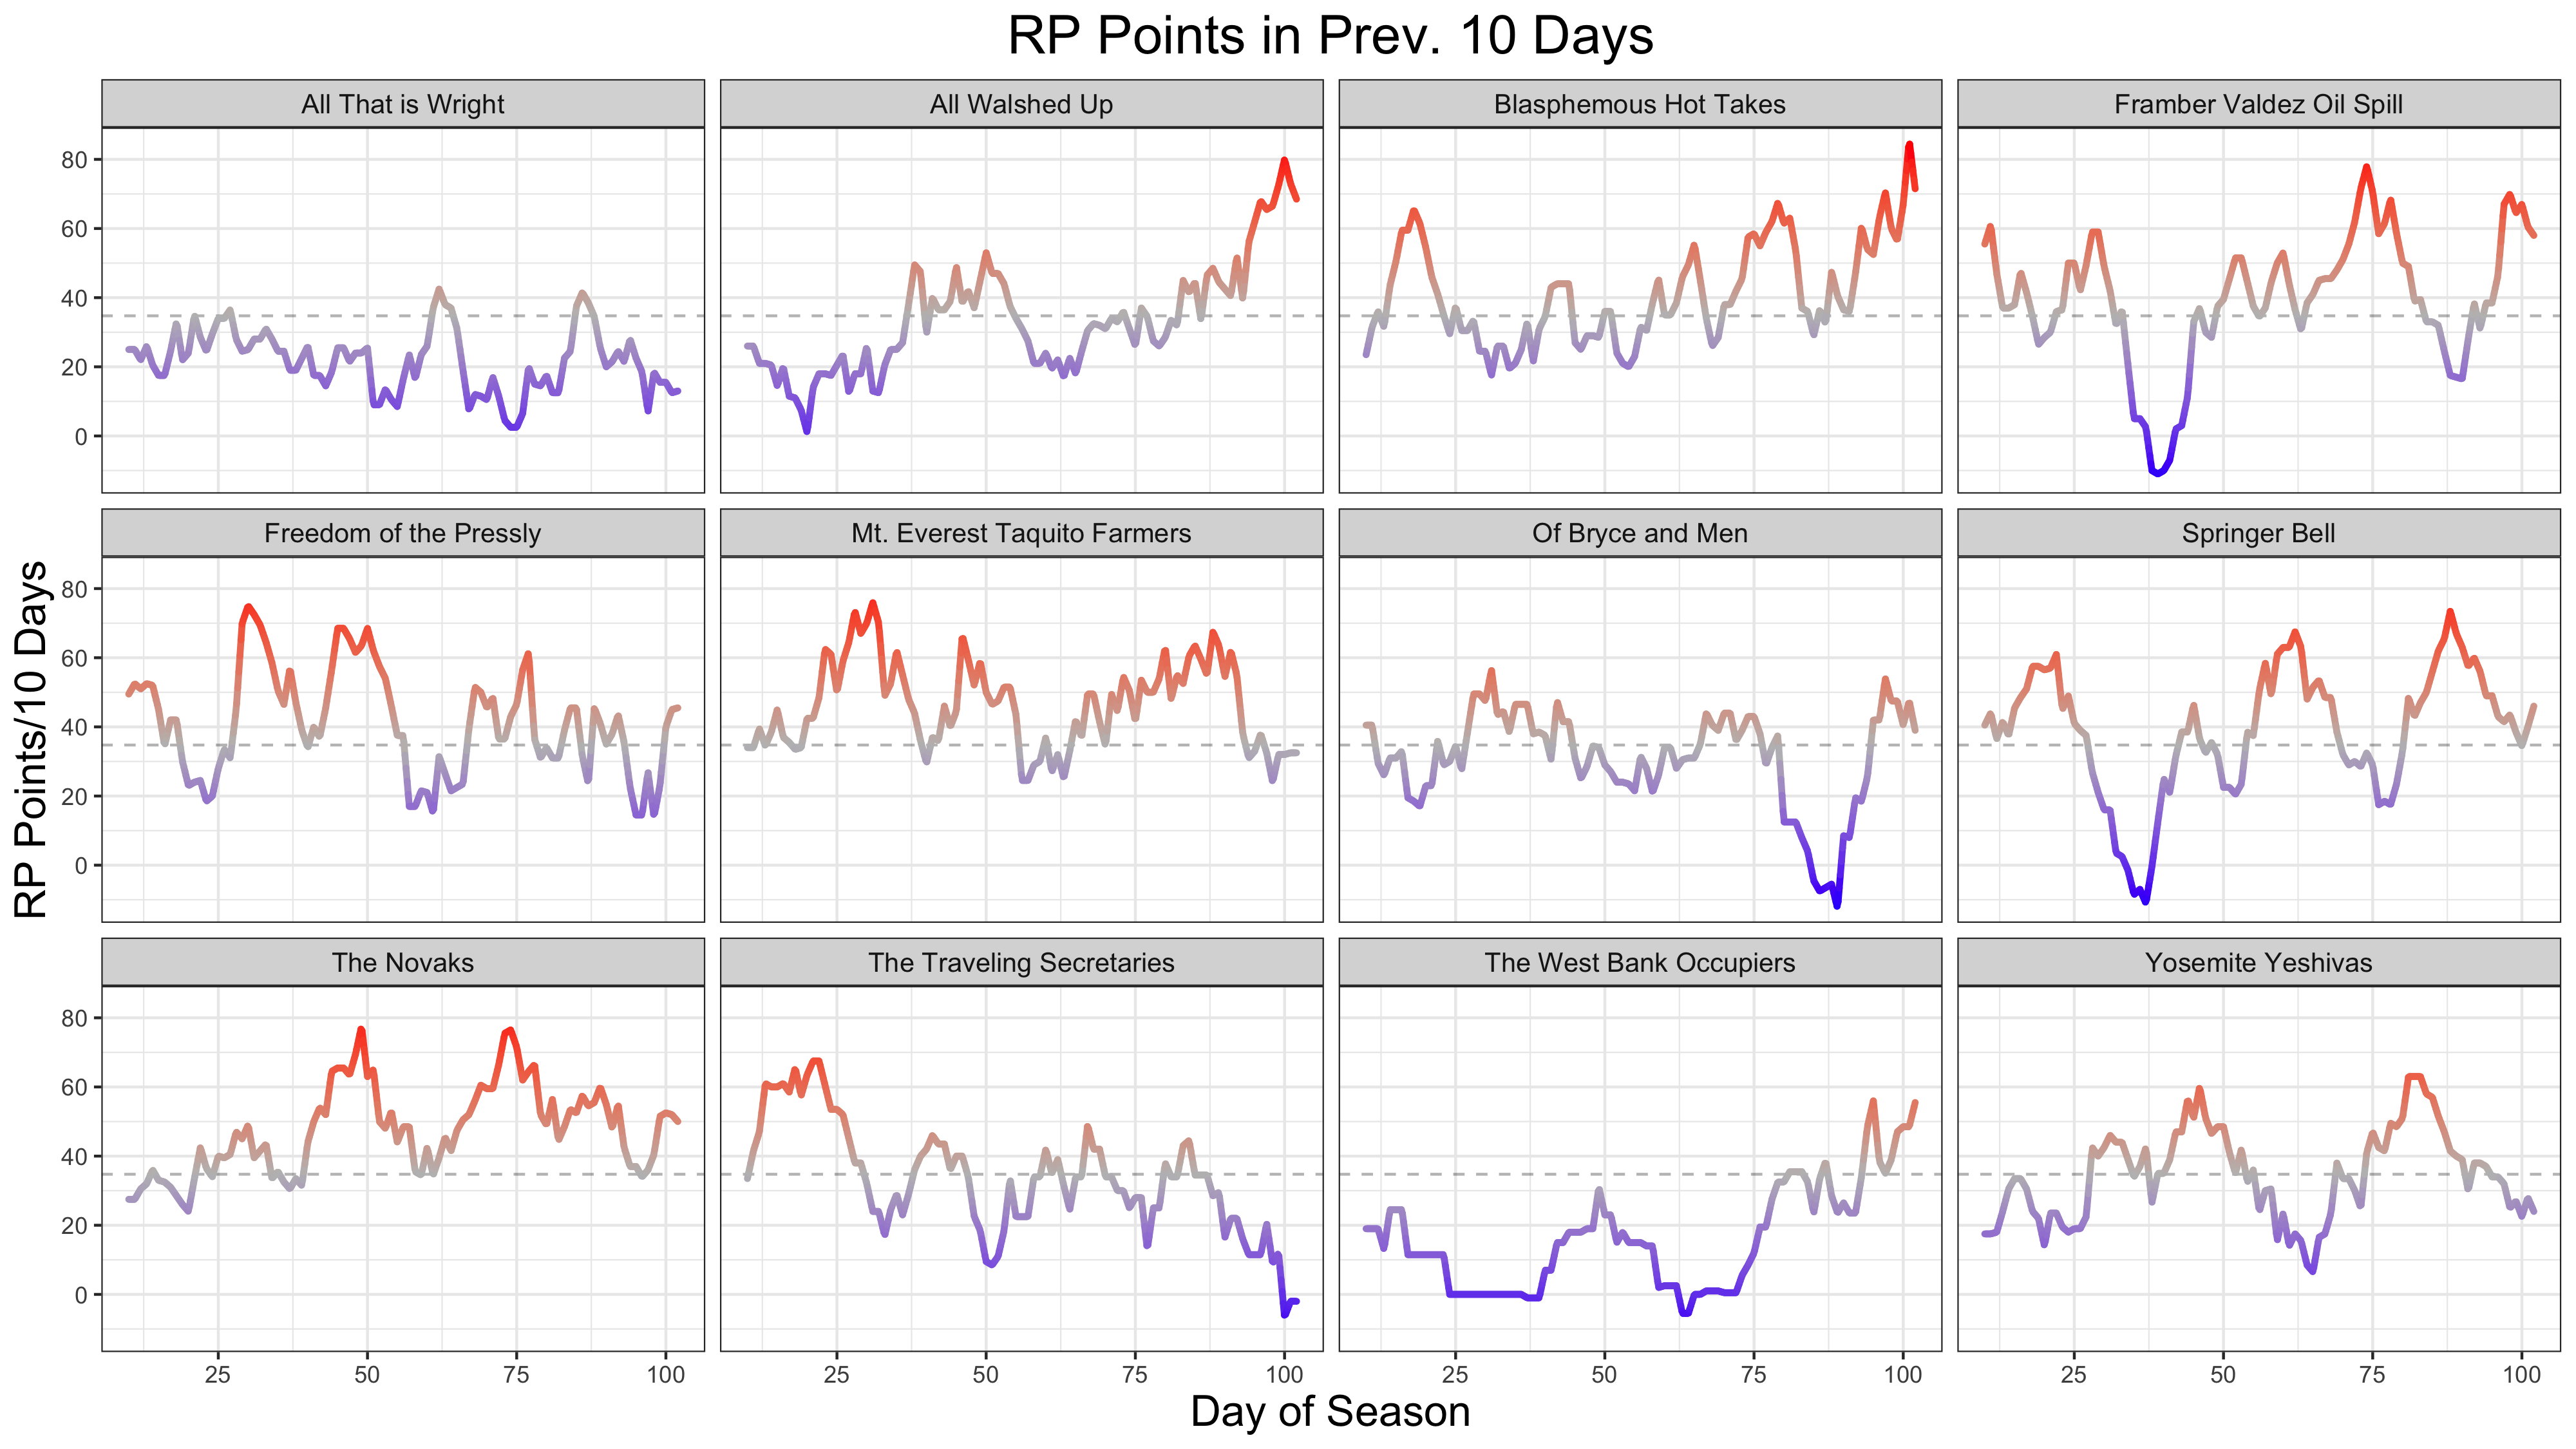 RP Points in Prev. 10 Days
All That is Wright
All Walshed Up
Blasphemous Hot Takes
Framber Valdez Oil Spill
80
60
40
20
0
Freedom of the Pressly
Mt. Everest Taquito Farmers
Of Bryce and Men
Springer Bell
80
60
40
20
0
The Novaks
The Traveling Secretaries
The West Bank Occupiers
Yosemite Yeshivas
80
60
40
20
0
25 50 75 100
25 50 75 100
25 50 75 100
25 50 75 100
RP Points/10 Days
Day of Season